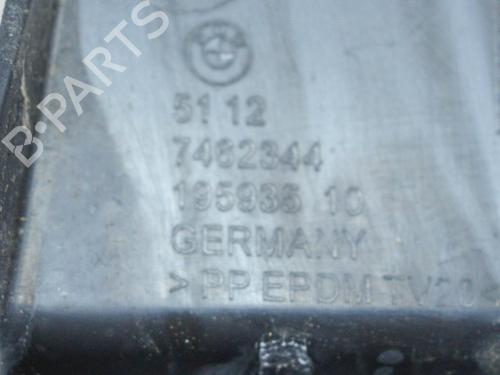 B-PARTS
51 12
7462344
195936 10
GERMANY
>PP EPDM TV20<